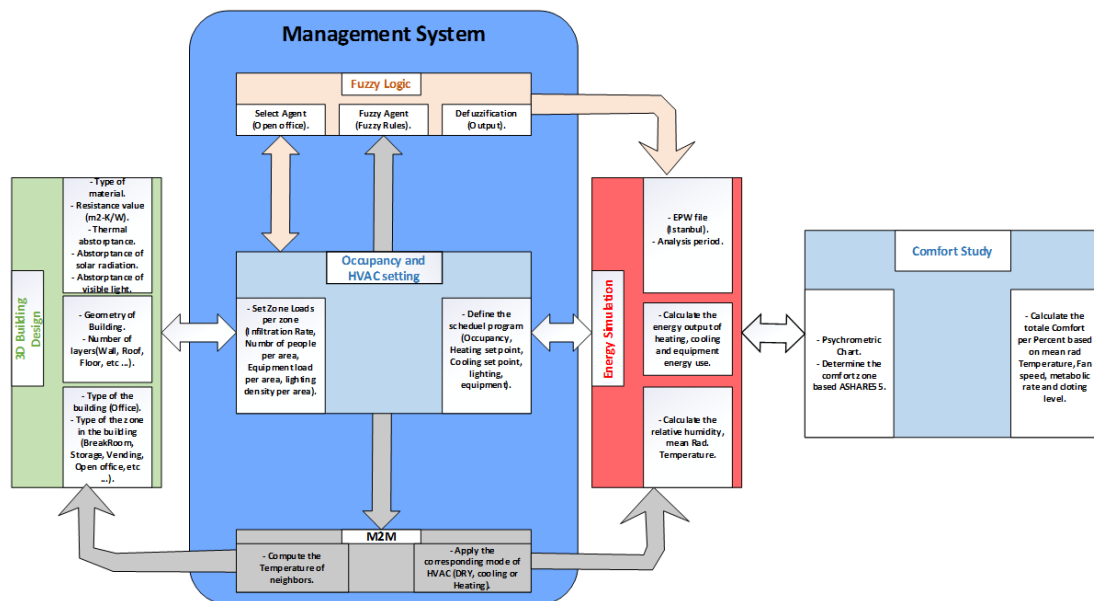 Management System
Fuzzy Logic
Select Agent
(Open office).
Fuzzy Agent
(Fuzzy Rules).
Defuzzification
(Output).
3D Building
Design
- Type of
material.
- Resistance value
(m2-K/W).
- Thermal
abstorptance.
- Abstorptance of
solar radiation.
- Abstorptance of
visible light.
- Geometry of
Building.
- Number of
layers(Wall, Roof,
Floor, etc ...).
- Type of the
building (Office).
- Type of the zone
in the building
(BreakRoom,
Storage, Vending,
Open office, etc
...).
Occupancy and
HVAC setting
- Set Zone Loads
per zone
(Infiltration Rate,
Numbr of people
per area,
Equipment load
per area, lighting
density per area).
- Define the
scheduel program
(Occupancy,
Heating setpoint,
Cooling setpoint,
lighting,
equipment).
M2M
- Compute the
Temperature of
neighbors.
- Apply the
corresponding mode of
HVAC (DRY, cooling or
Heating).
Energy Simulation
- EPW file
(Istanbul).
- Analysis period.
- Calculate the
energy output of
heating, cooling
and equipment
energy use.
- Calculate the
relative humidity,
mean Rad.
Temperature.
Comfort Study
- Psychrometric
Chart.
- Determine the
comfort zone
based ASHARE55.
- Calculate the
totale Comfort
per Percent based
on mean rad
Temperature, Fan
speed, metabolic
rate and cloting
level.